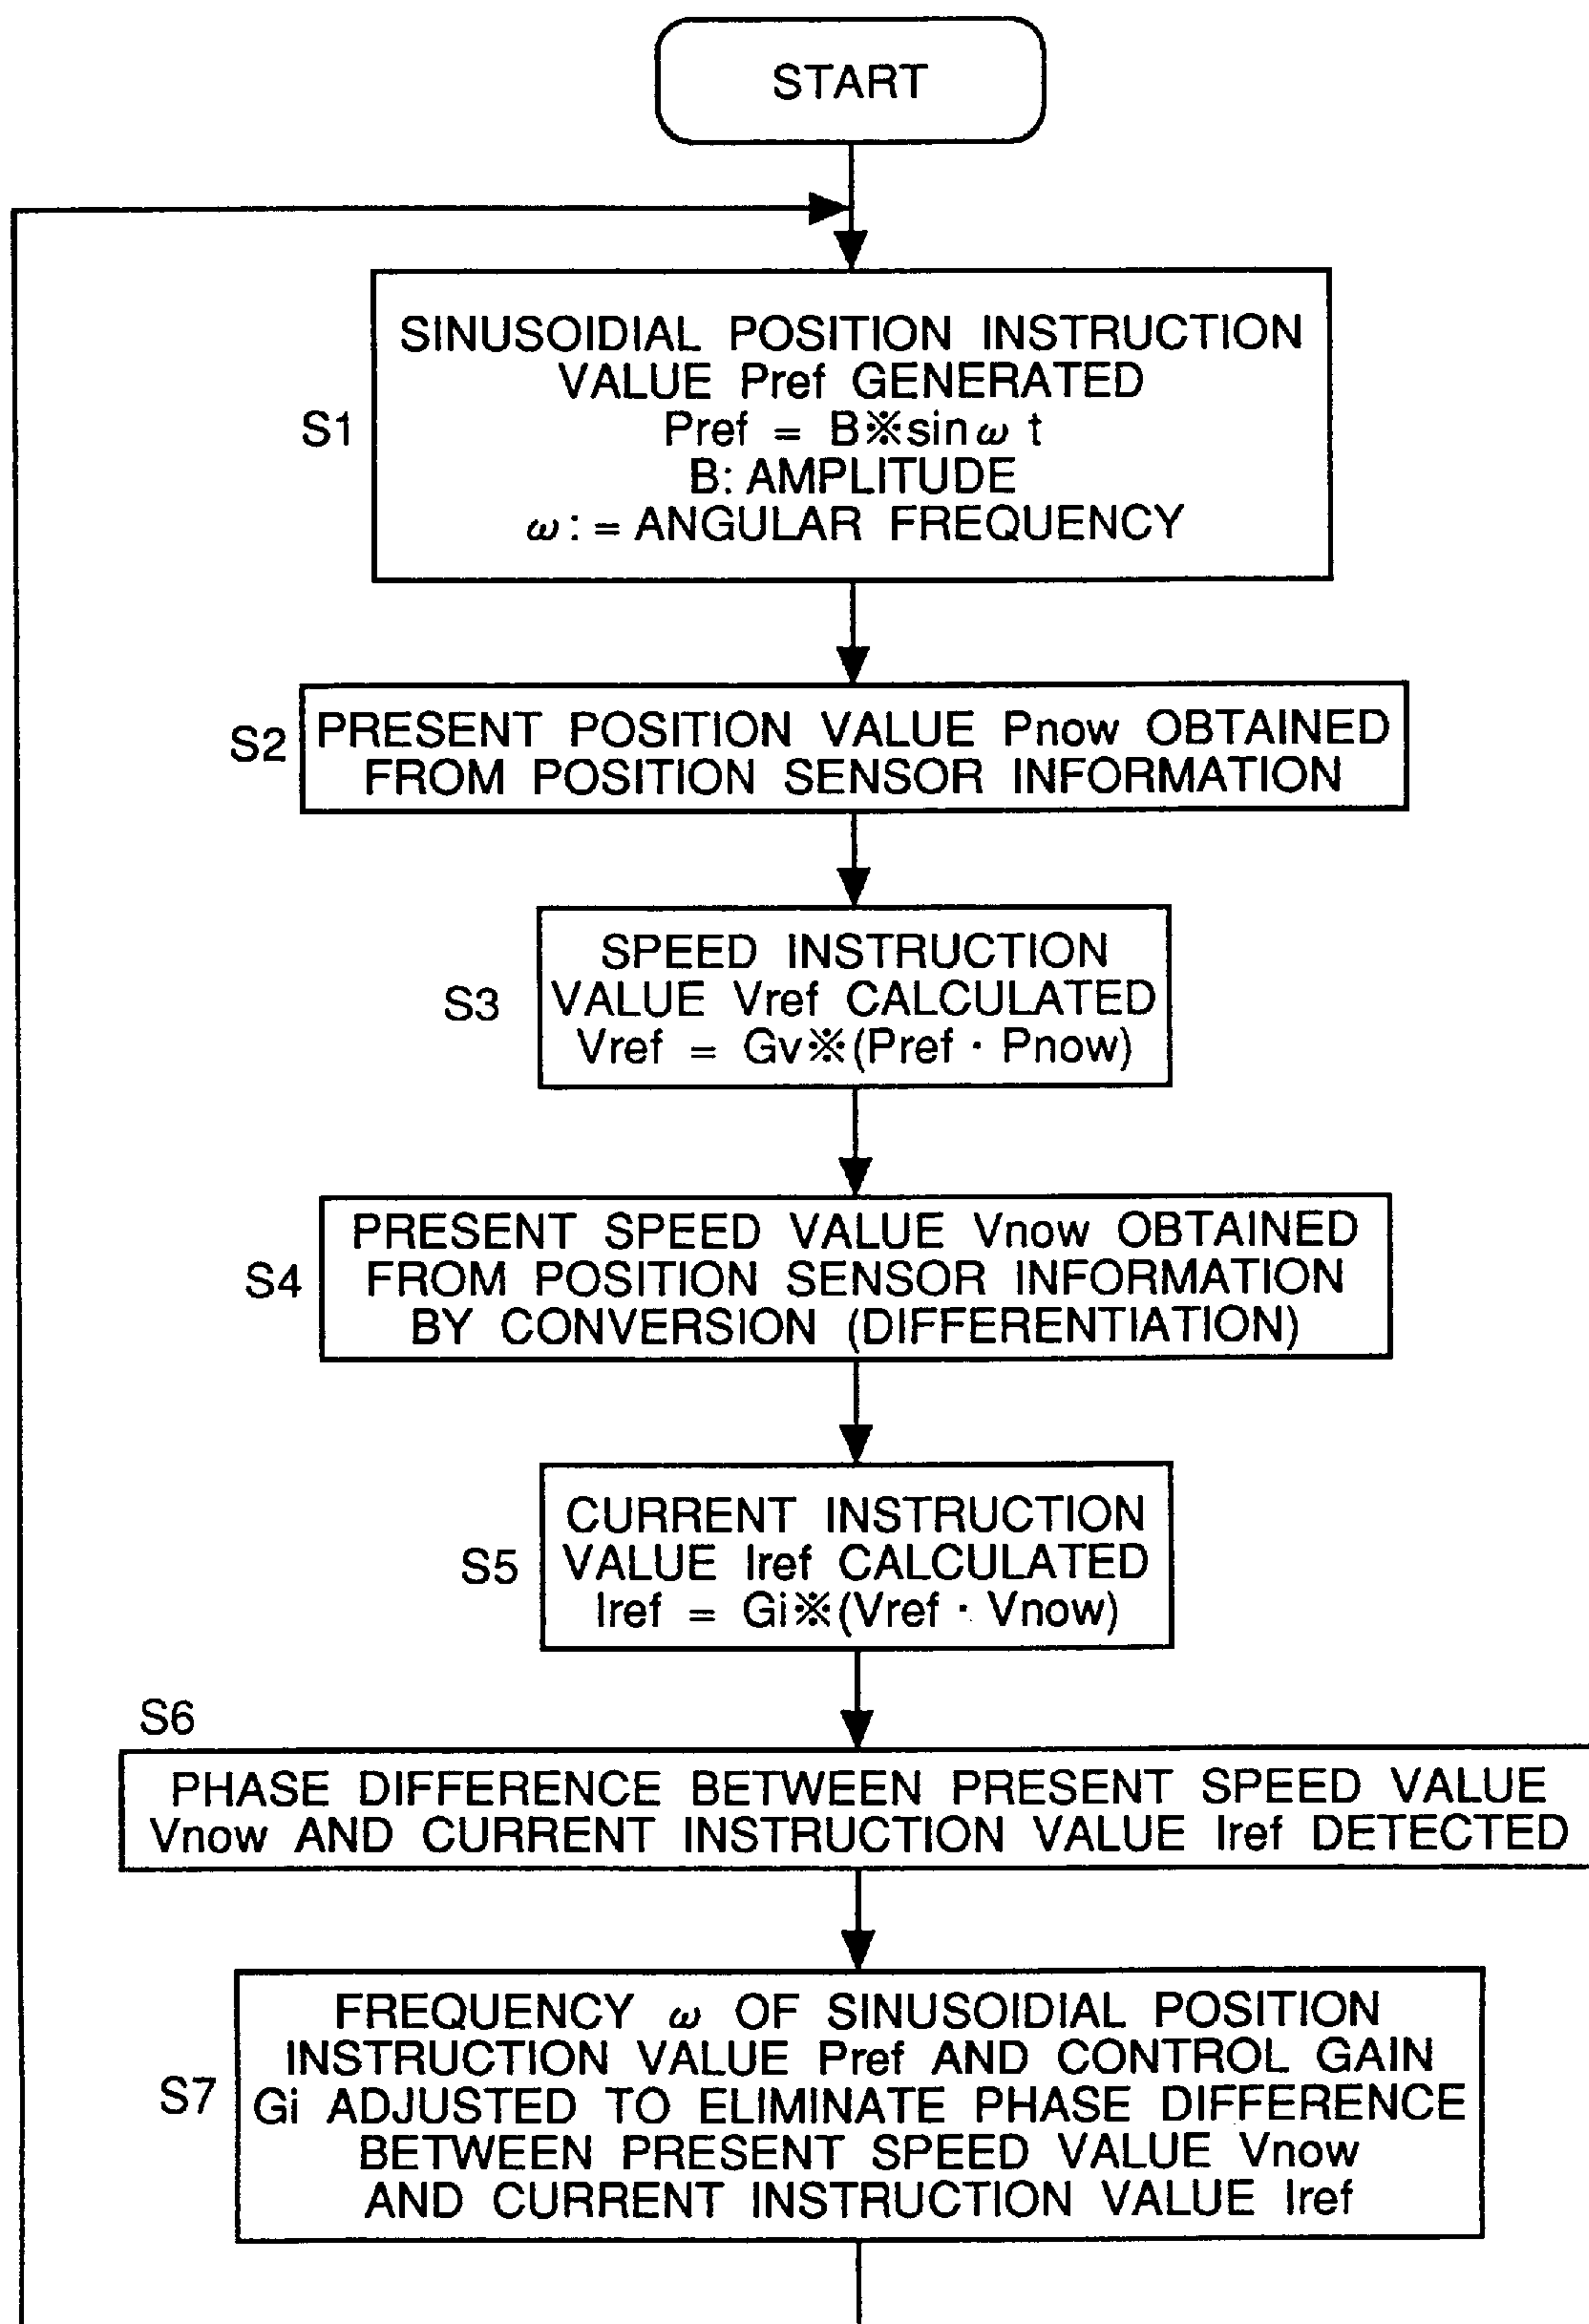 START
SINUSOIDIAL POSITION INSTRUCTION
VALUE Pref GENERATED
S1
Pref = B※sinω t
B: AMPLITUDE
ω: = ANGULAR FREQUENCY
S2
PRESENT POSITION VALUE Pnow OBTAINED
FROM POSITION SENSOR INFORMATION
SPEED INSTRUCTION
S3
VALUE Vref CALCULATED
Vref = Gv※(Pref · Pnow)
PRESENT SPEED VALUE Vnow OBTAINED
S4
FROM POSITION SENSOR INFORMATION
BY CONVERSION (DIFFERENTIATION)
CURRENT INSTRUCTION
S5
VALUE Iref CALCULATED
Iref = Gi※(Vref · Vnow)
S6
PHASE DIFFERENCE BETWEEN PRESENT SPEED VALUE
Vnow AND CURRENT INSTRUCTION VALUE Iref DETECTED
FREQUENCY ω OF SINUSOIDIAL POSITION
INSTRUCTION VALUE Pref AND CONTROL GAIN
S7
Gi ADJUSTED TO ELIMINATE PHASE DIFFERENCE
BETWEEN PRESENT SPEED VALUE Vnow
AND CURRENT INSTRUCTION VALUE Iref